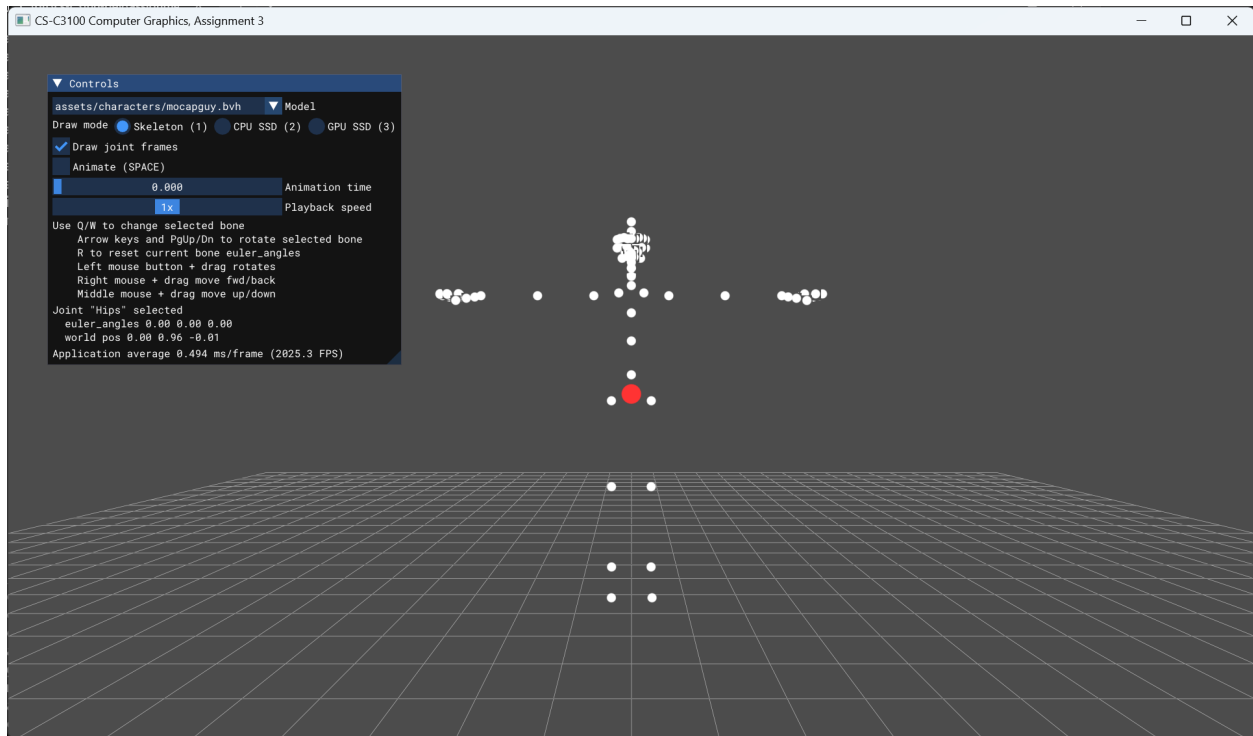 CS-C3100 Computer Graphics, Assignment 3
Controls
assets/characters/mocapguy.bvh Model
Draw mode Skeleton (1) CPU SSD (2) GPU SSD (3)
Draw joint frames
Animate (SPACE)
0.000 Animation time
1x Playback speed
Use Q/W to change selected bone
Arrow keys and PgUp/Dn to rotate selected bone
R to reset current bone euler_angles
Left mouse button + drag rotates
Right mouse + drag move fwd/back
Middle mouse + drag move up/down
Joint "Hips" selected
euler_angles 0.00 0.00 0.00
world pos 0.00 0.96 -0.01
Application average 0.494 ms/frame (2025.3 FPS)